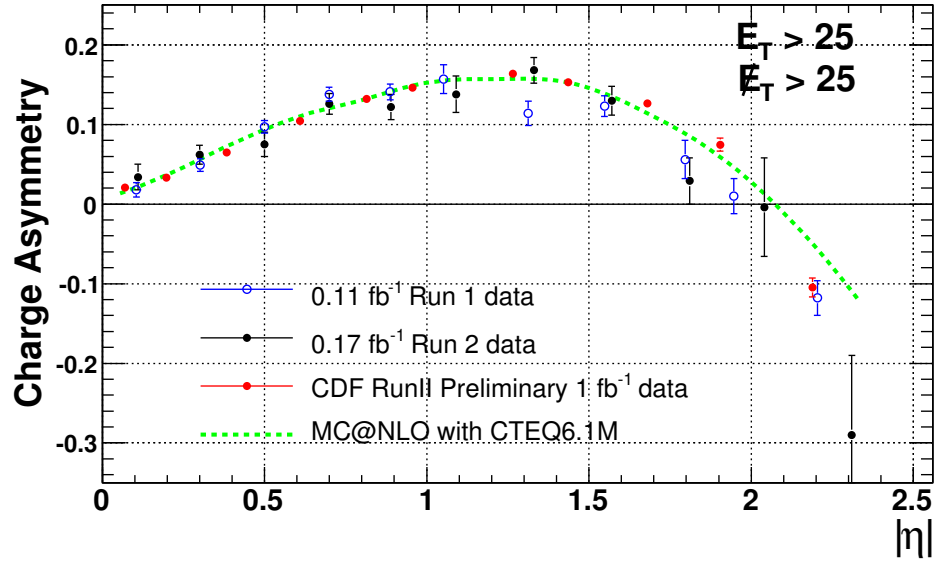 E_T > 25
E̸_T > 25
0.2
0.1
0
-0.1
-0.2
-0.3
Charge Asymmetry
0.11 fb⁻¹ Run 1 data
0.17 fb⁻¹ Run 2 data
CDF RunII Preliminary 1 fb⁻¹ data
MC@NLO with CTEQ6.1M
0 0.5 1 1.5 2 2.5
|η|